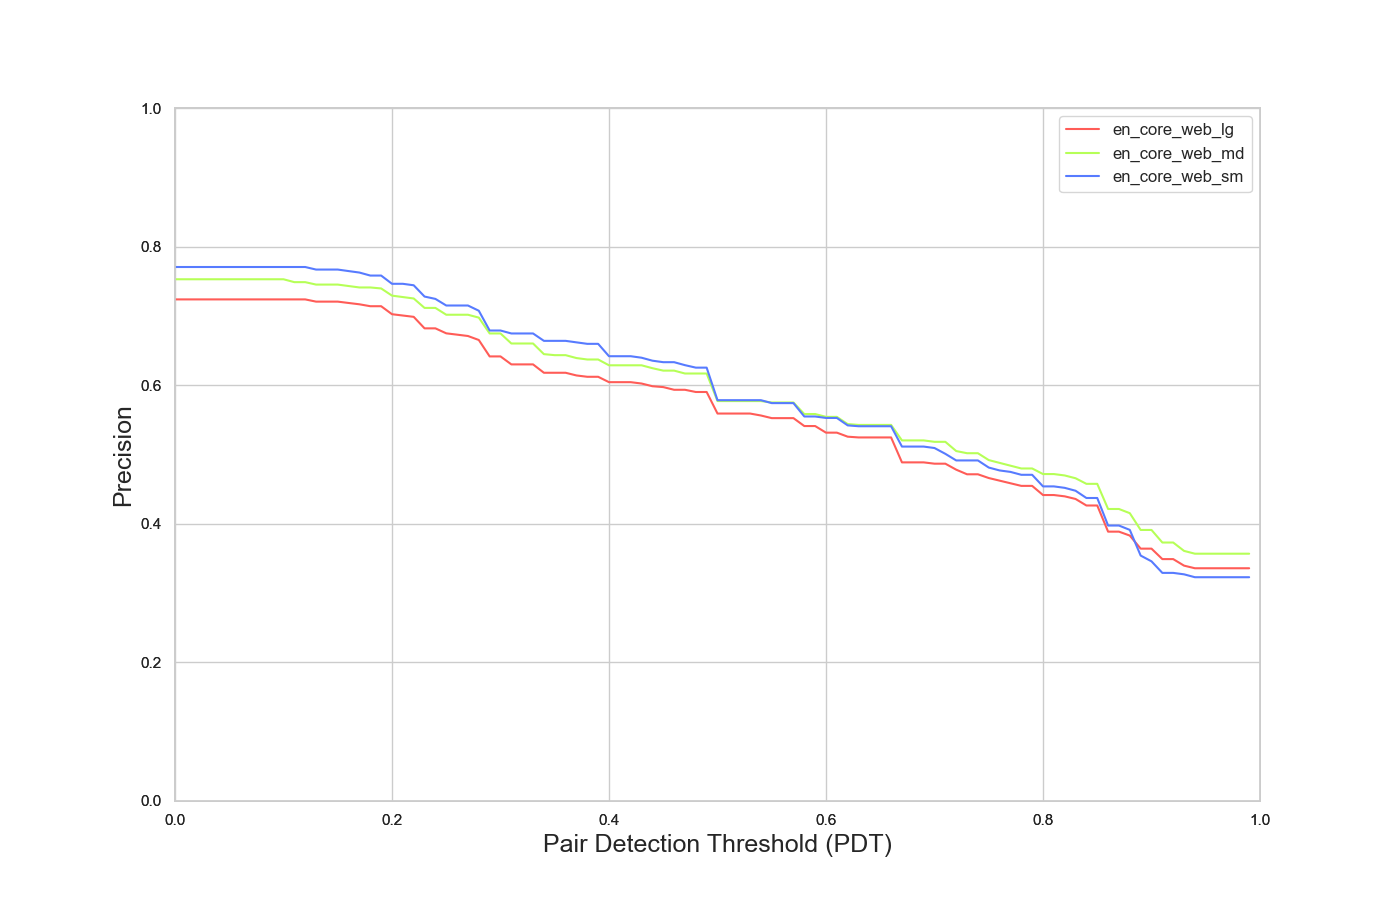 1.0
0.8
0.6
0.4
0.2
0.0
Precision
en_core_web_lg
en_core_web_md
en_core_web_sm
0.0 0.2 0.4 0.6 0.8 1.0
Pair Detection Threshold (PDT)